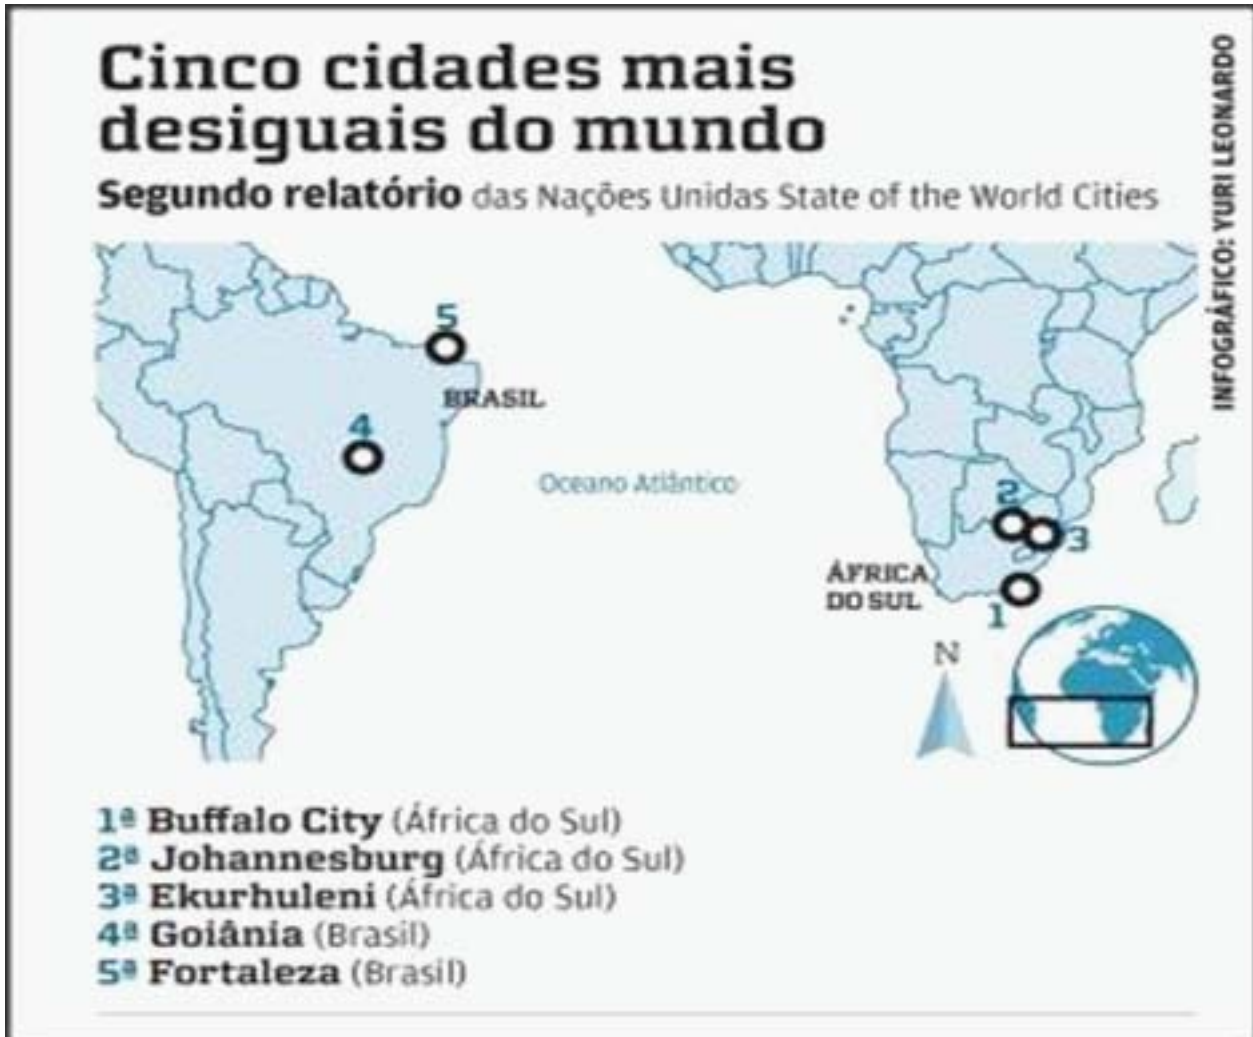 Cinco cidades mais
desiguais do mundo
Segundo relatório das Nações Unidas State of the World Cities
INFOGRÁFICO: YURI LEONARDO
5
BRASIL
4
Oceano Atlântico
2
3
ÁFRICA
DO SUL
1
N
1ª Buffalo City (África do Sul)
2ª Johannesburg (África do Sul)
3ª Ekurhuleni (África do Sul)
4ª Goiânia (Brasil)
5ª Fortaleza (Brasil)